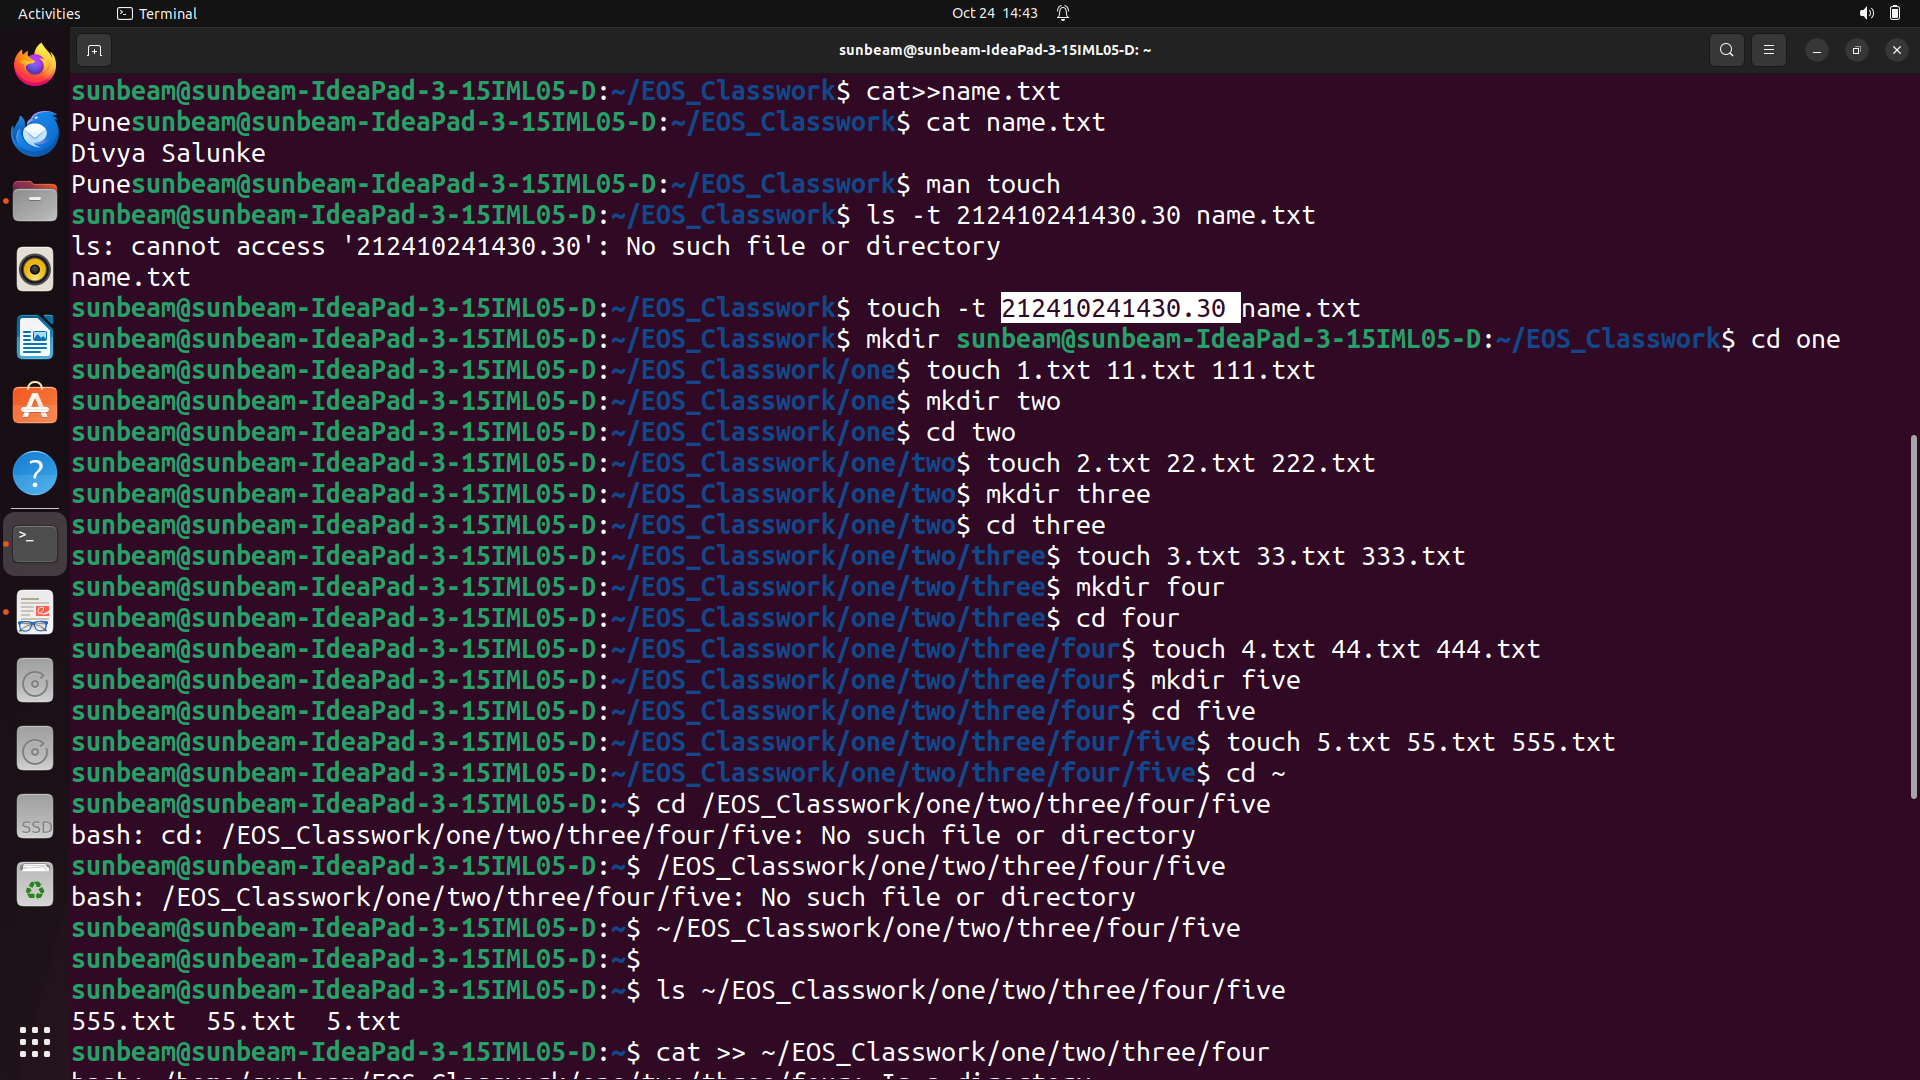 Activities
Terminal
Oct 24 14:43
sunbeam@sunbeam-IdeaPad-3-15IML05-D: ~
sunbeam@sunbeam-IdeaPad-3-15IML05-D:~/EOS_Classwork$ cat>>name.txt
Punesunbeam@sunbeam-IdeaPad-3-15IML05-D:~/EOS_Classwork$ cat name.txt
Divya Salunke
Punesunbeam@sunbeam-IdeaPad-3-15IML05-D:~/EOS_Classwork$ man touch
sunbeam@sunbeam-IdeaPad-3-15IML05-D:~/EOS_Classwork$ ls -t 212410241430.30 name.txt
ls: cannot access '212410241430.30': No such file or directory
name.txt
sunbeam@sunbeam-IdeaPad-3-15IML05-D:~/EOS_Classwork$ touch -t 212410241430.30 name.txt
sunbeam@sunbeam-IdeaPad-3-15IML05-D:~/EOS_Classwork$ mkdir sunbeam@sunbeam-IdeaPad-3-15IML05-D:~/EOS_Classwork$ cd one
sunbeam@sunbeam-IdeaPad-3-15IML05-D:~/EOS_Classwork/one$ touch 1.txt 11.txt 111.txt
sunbeam@sunbeam-IdeaPad-3-15IML05-D:~/EOS_Classwork/one$ mkdir two
sunbeam@sunbeam-IdeaPad-3-15IML05-D:~/EOS_Classwork/one$ cd two
sunbeam@sunbeam-IdeaPad-3-15IML05-D:~/EOS_Classwork/one/two$ touch 2.txt 22.txt 222.txt
sunbeam@sunbeam-IdeaPad-3-15IML05-D:~/EOS_Classwork/one/two$ mkdir three
sunbeam@sunbeam-IdeaPad-3-15IML05-D:~/EOS_Classwork/one/two$ cd three
sunbeam@sunbeam-IdeaPad-3-15IML05-D:~/EOS_Classwork/one/two/three$ touch 3.txt 33.txt 333.txt
sunbeam@sunbeam-IdeaPad-3-15IML05-D:~/EOS_Classwork/one/two/three$ mkdir four
sunbeam@sunbeam-IdeaPad-3-15IML05-D:~/EOS_Classwork/one/two/three$ cd four
sunbeam@sunbeam-IdeaPad-3-15IML05-D:~/EOS_Classwork/one/two/three/four$ touch 4.txt 44.txt 444.txt
sunbeam@sunbeam-IdeaPad-3-15IML05-D:~/EOS_Classwork/one/two/three/four$ mkdir five
sunbeam@sunbeam-IdeaPad-3-15IML05-D:~/EOS_Classwork/one/two/three/four$ cd five
sunbeam@sunbeam-IdeaPad-3-15IML05-D:~/EOS_Classwork/one/two/three/four/five$ touch 5.txt 55.txt 555.txt
sunbeam@sunbeam-IdeaPad-3-15IML05-D:~/EOS_Classwork/one/two/three/four/five$ cd ~
sunbeam@sunbeam-IdeaPad-3-15IML05-D:~$ cd /EOS_Classwork/one/two/three/four/five
bash: cd: /EOS_Classwork/one/two/three/four/five: No such file or directory
sunbeam@sunbeam-IdeaPad-3-15IML05-D:~$ /EOS_Classwork/one/two/three/four/five
bash: /EOS_Classwork/one/two/three/four/five: No such file or directory
sunbeam@sunbeam-IdeaPad-3-15IML05-D:~$ ~/EOS_Classwork/one/two/three/four/five
sunbeam@sunbeam-IdeaPad-3-15IML05-D:~$
sunbeam@sunbeam-IdeaPad-3-15IML05-D:~$ ls ~/EOS_Classwork/one/two/three/four/five
555.txt  55.txt  5.txt
sunbeam@sunbeam-IdeaPad-3-15IML05-D:~$ cat >> ~/EOS_Classwork/one/two/three/four
SSD